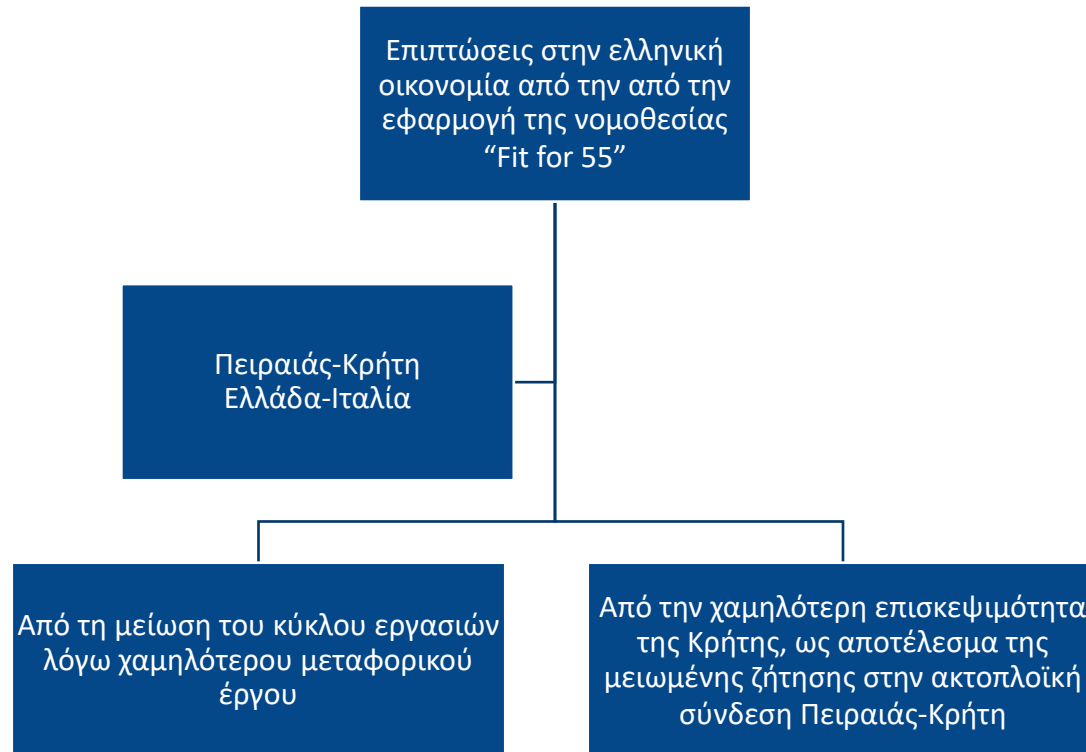 Επιπτώσεις στην ελληνική
οικονομία από την από την
εφαρμογή της νομοθεσίας
“Fit for 55”
Πειραιάς-Κρήτη
Ελλάδα-Ιταλία
Από τη μείωση του κύκλου εργασιών
λόγω χαμηλότερου μεταφορικού
έργου
Από την χαμηλότερη επισκεψιμότητα
της Κρήτης, ως αποτέλεσμα της
μειωμένης ζήτησης στην ακτοπλοϊκή
σύνδεση Πειραιάς-Κρήτη